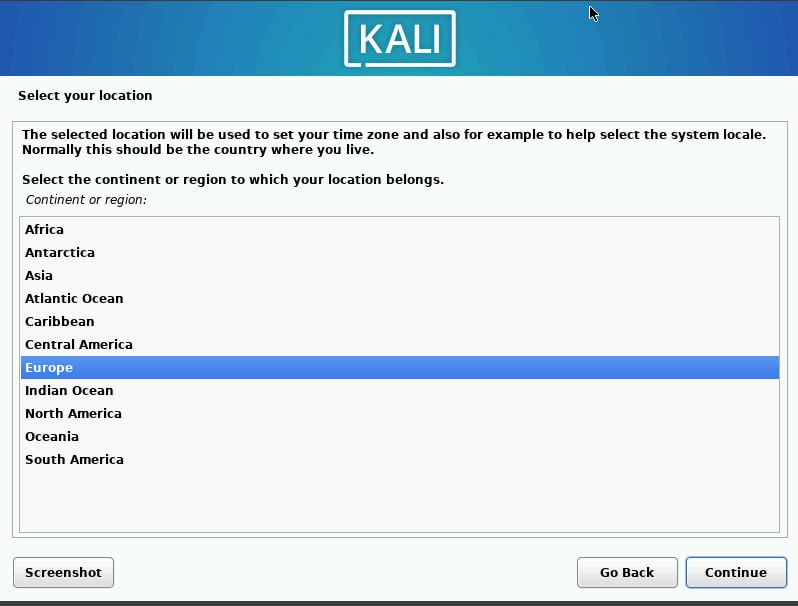 KALI
Select your location
The selected location will be used to set your time zone and also for example to help select the system locale.
Normally this should be the country where you live.
Select the continent or region to which your location belongs.
Continent or region:
Africa
Antarctica
Asia
Atlantic Ocean
Caribbean
Central America
Europe
Indian Ocean
North America
Oceania
South America
Screenshot
Go Back
Continue